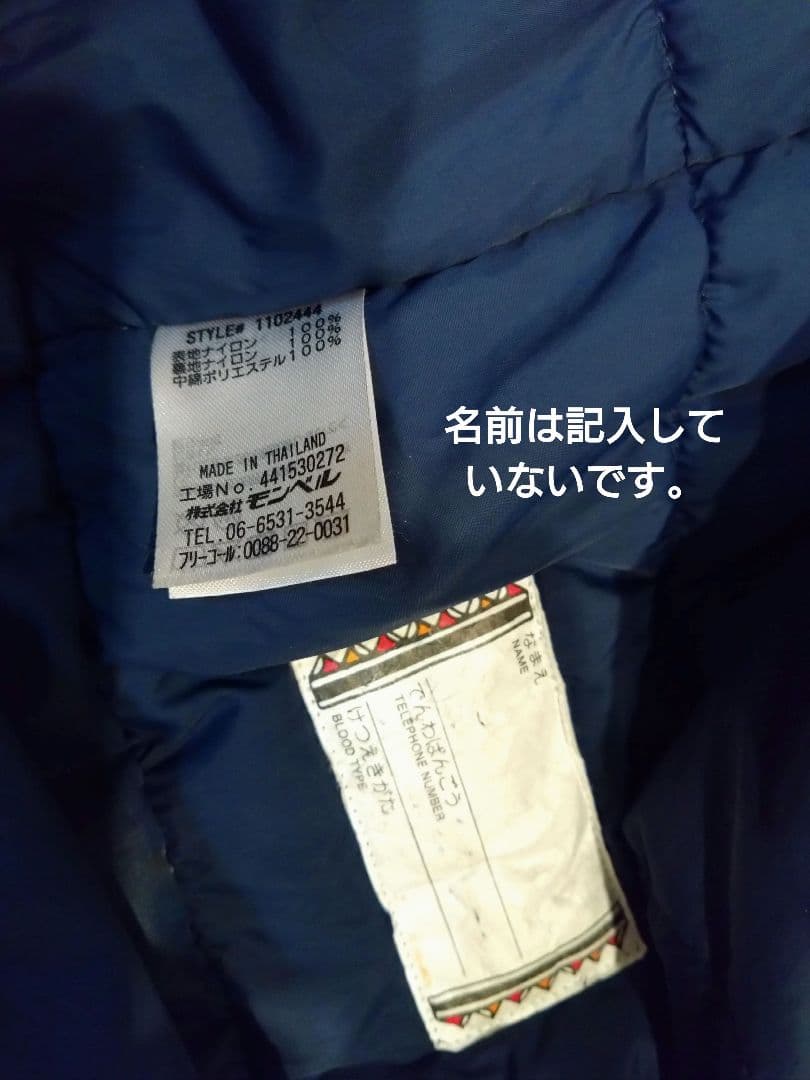 STYLE# 1102444
表地ナイロン 100%
裏地ナイロン 100%
中綿ポリエステル100%
名前は記入して
いないです。
MADE IN THAILAND
工場No.441530272
株式会社モンベル
TEL.06-6531-3544
フリーコール:0088-22-0031
なまえ
NAME
でんわばんごう
TELEPHONE NUMBER
けつえきがた
BLOOD TYPE